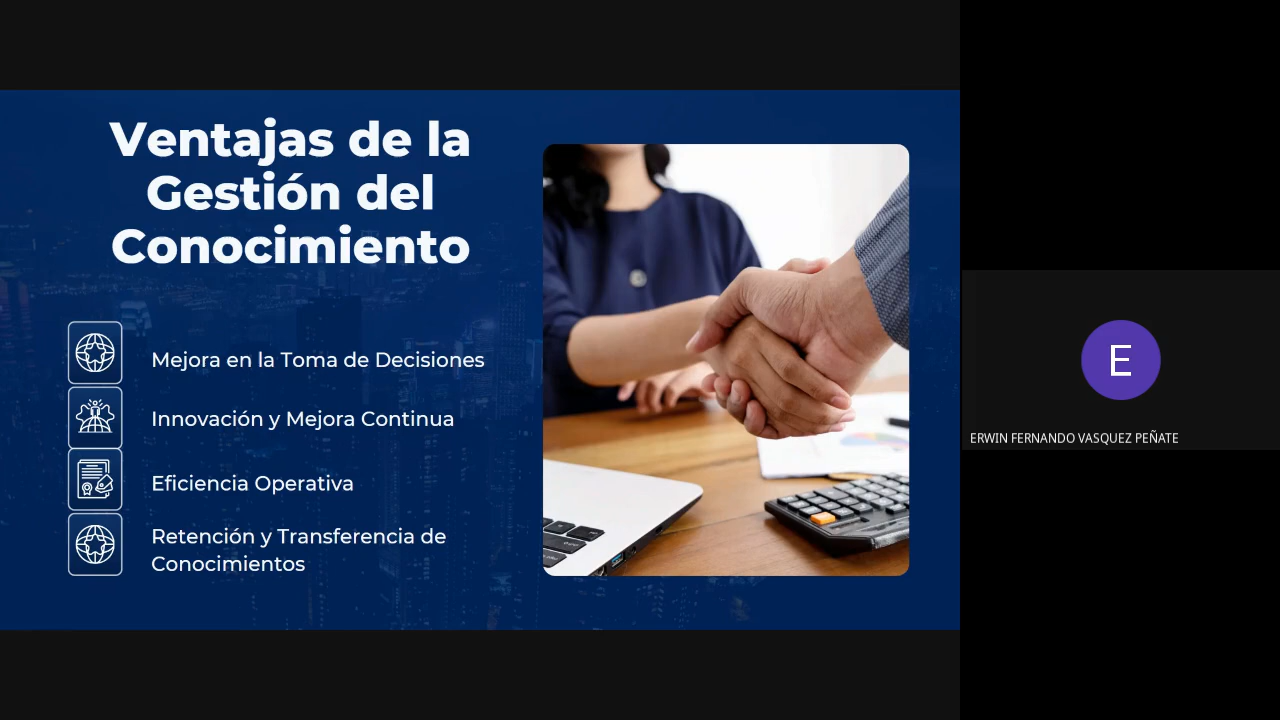 Ventajas de la
Gestión del
Conocimiento
Mejora en la Toma de Decisiones
Innovación y Mejora Continua
Eficiencia Operativa
Retención y Transferencia de
Conocimientos
E
ERWIN FERNANDO VASQUEZ PEÑATE